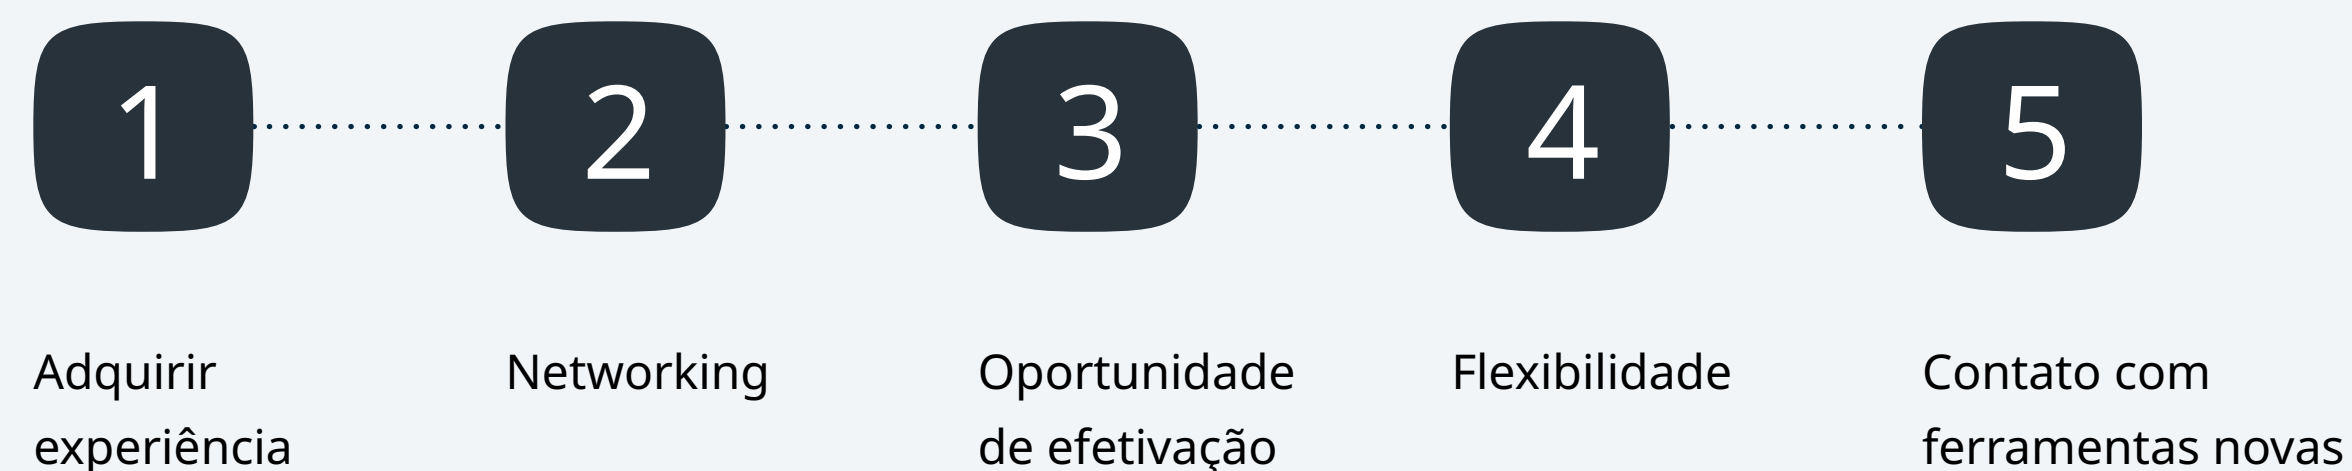 1 2 3 4 5
Adquirir
experiência
Networking
Oportunidade
de efetivação
Flexibilidade
Contato com
ferramentas novas